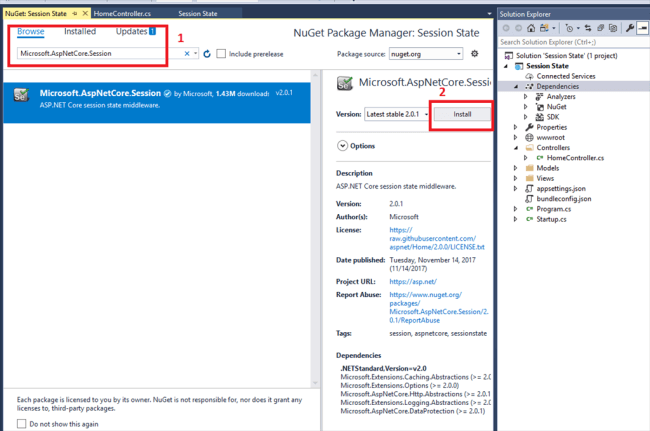 NuGet: Session State
HomeController.cs
Session State
Browse
Installed
Updates 1
1
NuGet Package Manager: Session State
Microsoft.AspNetCore.Session
Include prerelease
Package source: nuget.org
Microsoft.AspNetCore.Session by Microsoft, 1.43M downloads v2.0.1
ASP.NET Core session state middleware.
Microsoft.AspNetCore.Sessi
2
Version: Latest stable 2.0.1
Install
Options
Description
ASP.NET Core session state middleware.
Version: 2.0.1
Author(s): Microsoft
License: https://
raw.githubusercontent.com/
aspnet/Home/2.0.0/LICENSE.txt
Date published: Tuesday, November 14, 2017
(11/14/2017)
Project URL: https://asp.net/
Report Abuse: https://www.nuget.org/
packages/
Microsoft.AspNetCore.Session/2.
0.1/ReportAbuse
Tags: session, aspnetcore, sessionstate
Dependencies
.NETStandard,Version=v2.0
Microsoft.Extensions.Caching.Abstractions (>= 2.0
Microsoft.Extensions.Options (>= 2.0.0)
Microsoft.AspNetCore.Http.Abstractions (>= 2.0.1)
Microsoft.Extensions.Logging.Abstractions (>= 2.0
Microsoft.AspNetCore.DataProtection (>= 2.0.1)
Each package is licensed to you by its owner. NuGet is not responsible for, nor does it grant any
licenses to, third-party packages.
Do not show this again
Solution Explorer
Search Solution Explorer (Ctrl+;)
Solution 'Session State' (1 project)
Session State
Connected Services
Dependencies
Analyzers
NuGet
SDK
Properties
wwwroot
Controllers
HomeController.cs
Models
Views
appsettings.json
bundleconfig.json
Program.cs
Startup.cs